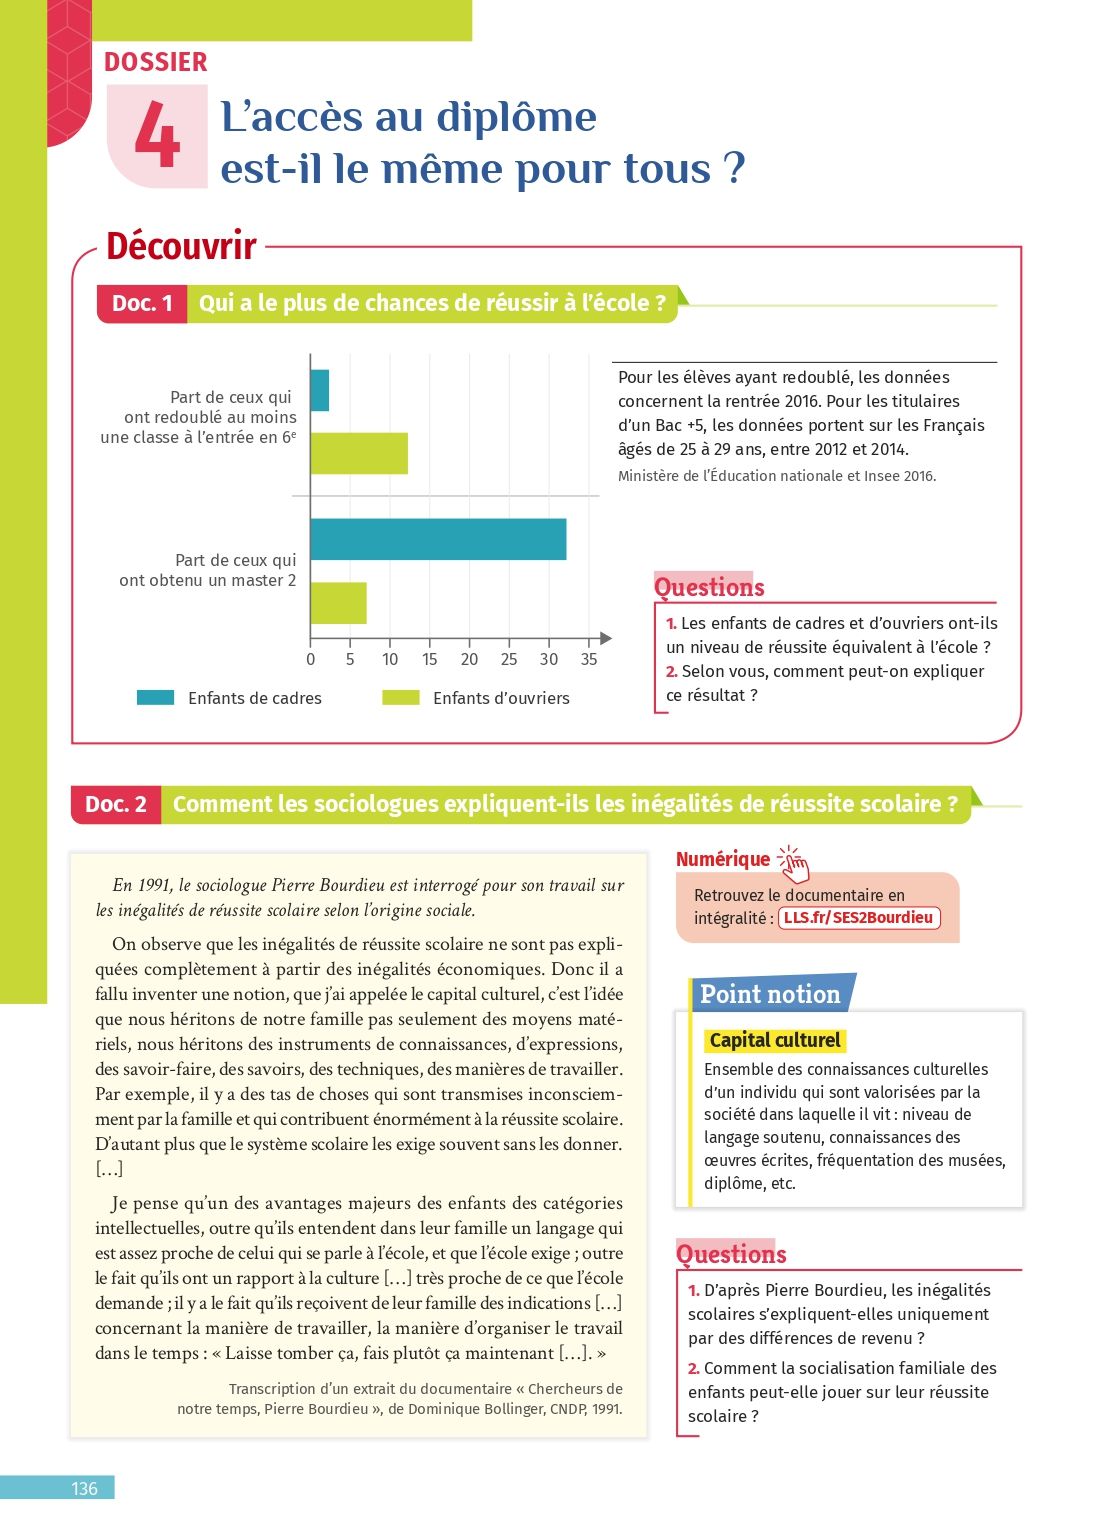 DOSSIER
4
L’accès au diplôme
est-il le même pour tous ?
Découvrir
Doc. 1 Qui a le plus de chances de réussir à l’école ?
Part de ceux qui
ont redoublé au moins
une classe à l’entrée en 6e
Part de ceux qui
ont obtenu un master 2
0 5 10 15 20 25 30 35
Enfants de cadres Enfants d’ouvriers
Pour les élèves ayant redoublé, les données
concernent la rentrée 2016. Pour les titulaires
d’un Bac +5, les données portent sur les Français
âgés de 25 à 29 ans, entre 2012 et 2014.
Ministère de l’Éducation nationale et Insee 2016.
Questions
1. Les enfants de cadres et d’ouvriers ont-ils
un niveau de réussite équivalent à l’école ?
2. Selon vous, comment peut-on expliquer
ce résultat ?
Doc. 2 Comment les sociologues expliquent-ils les inégalités de réussite scolaire ?
En 1991, le sociologue Pierre Bourdieu est interrogé pour son travail sur
les inégalités de réussite scolaire selon l’origine sociale.
On observe que les inégalités de réussite scolaire ne sont pas expli-
quées complètement à partir des inégalités économiques. Donc il a
fallu inventer une notion, que j’ai appelée le capital culturel, c’est l’idée
que nous héritons de notre famille pas seulement des moyens maté-
riels, nous héritons des instruments de connaissances, d’expressions,
des savoir-faire, des savoirs, des techniques, des manières de travailler.
Par exemple, il y a des tas de choses qui sont transmises inconsciem-
ment par la famille et qui contribuent énormément à la réussite scolaire.
D’autant plus que le système scolaire les exige souvent sans les donner.
[…]
Je pense qu’un des avantages majeurs des enfants des catégories
intellectuelles, outre qu’ils entendent dans leur famille un langage qui
est assez proche de celui qui se parle à l’école, et que l’école exige ; outre
le fait qu’ils ont un rapport à la culture […] très proche de ce que l’école
demande ; il y a le fait qu’ils reçoivent de leur famille des indications […]
concernant la manière de travailler, la manière d’organiser le travail
dans le temps : « Laisse tomber ça, fais plutôt ça maintenant […]. »
Transcription d’un extrait du documentaire « Chercheurs de
notre temps, Pierre Bourdieu », de Dominique Bollinger, CNDP, 1991.
Numérique
Retrouvez le documentaire en
intégralité : LLS.fr/SES2Bourdieu
Point notion
Capital culturel
Ensemble des connaissances culturelles
d’un individu qui sont valorisées par la
société dans laquelle il vit : niveau de
langage soutenu, connaissances des
œuvres écrites, fréquentation des musées,
diplôme, etc.
Questions
1. D’après Pierre Bourdieu, les inégalités
scolaires s’expliquent-elles uniquement
par des différences de revenu ?
2. Comment la socialisation familiale des
enfants peut-elle jouer sur leur réussite
scolaire ?
136